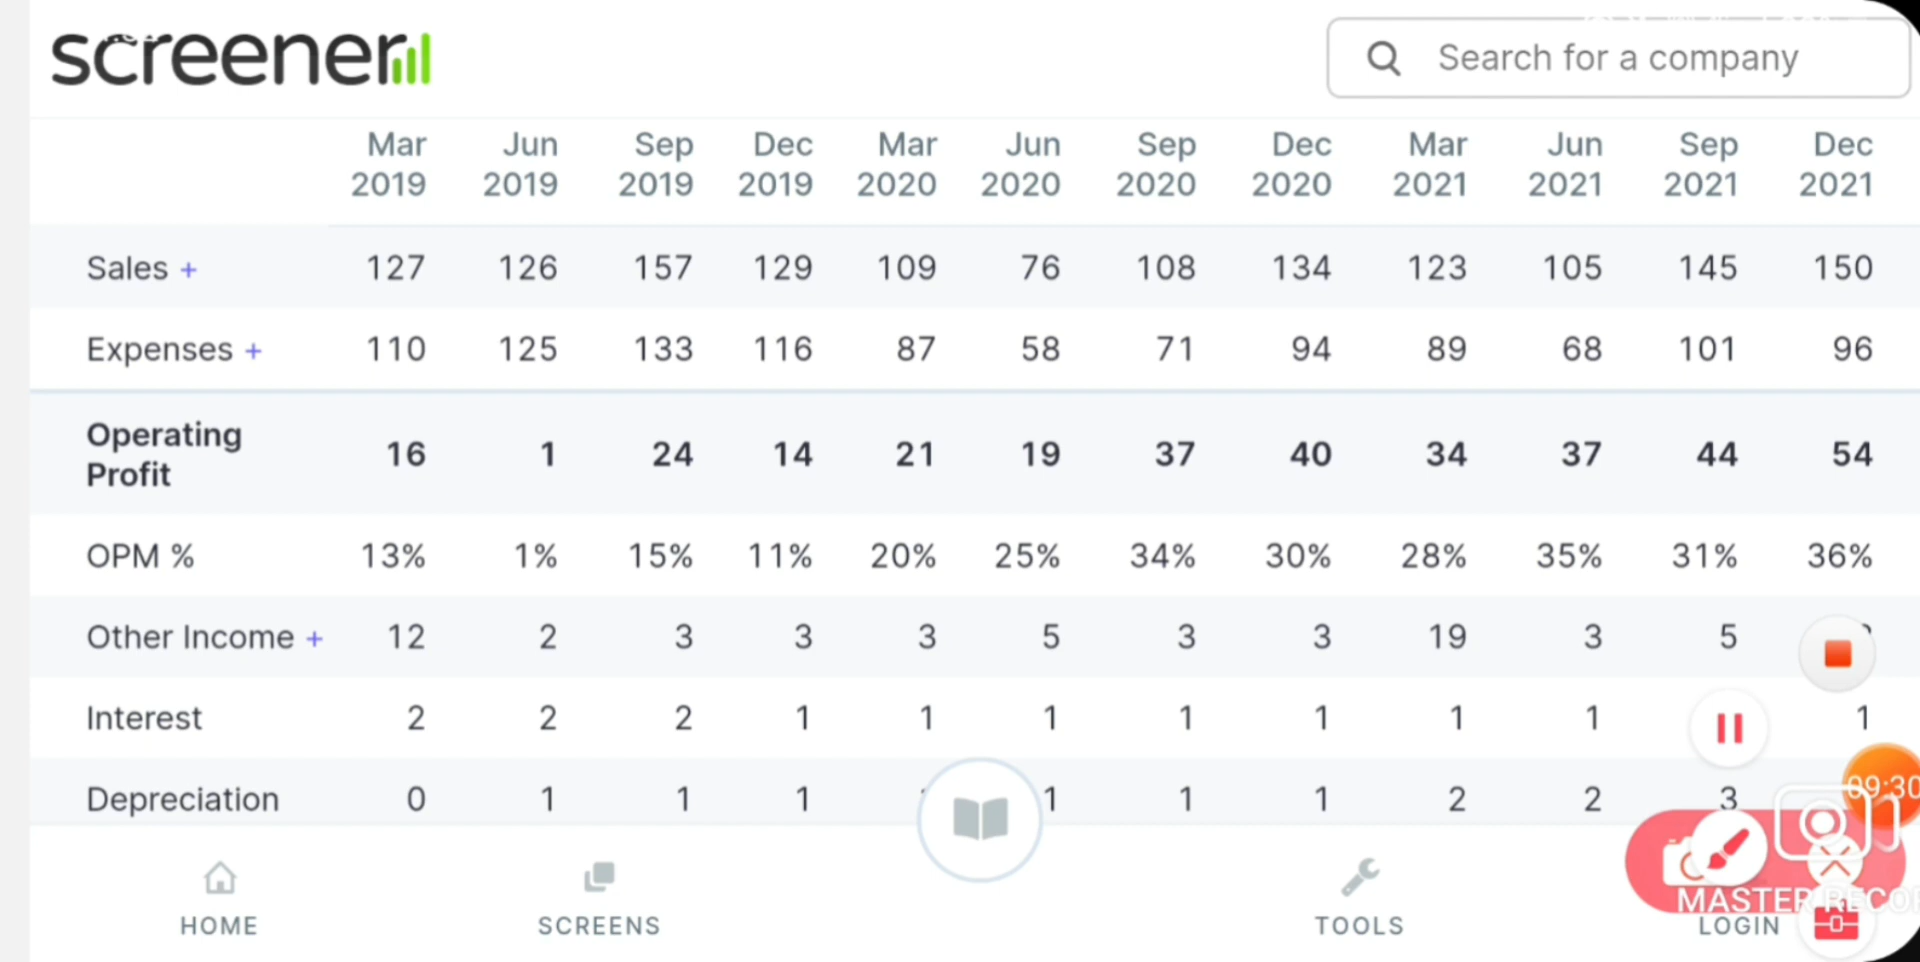 screener
Search for a company
Mar 2019 Jun 2019 Sep 2019 Dec 2019 Mar 2020 Jun 2020 Sep 2020 Dec 2020 Mar 2021 Jun 2021 Sep 2021 Dec 2021
Sales + 127 126 157 129 109 76 108 134 123 105 145 150
Expenses + 110 125 133 116 87 58 71 94 89 68 101 96
Operating Profit 16 1 24 14 21 19 37 40 34 37 44 54
OPM % 13% 1% 15% 11% 20% 25% 34% 30% 28% 35% 31% 36%
Other Income + 12 2 3 3 3 5 3 3 19 3 5
Interest 2 2 2 1 1 1 1 1 1 1 1
Depreciation 0 1 1 1 1 1 1 2 2 3
09:30
MASTER RECOR
HOME SCREENS TOOLS LOGIN